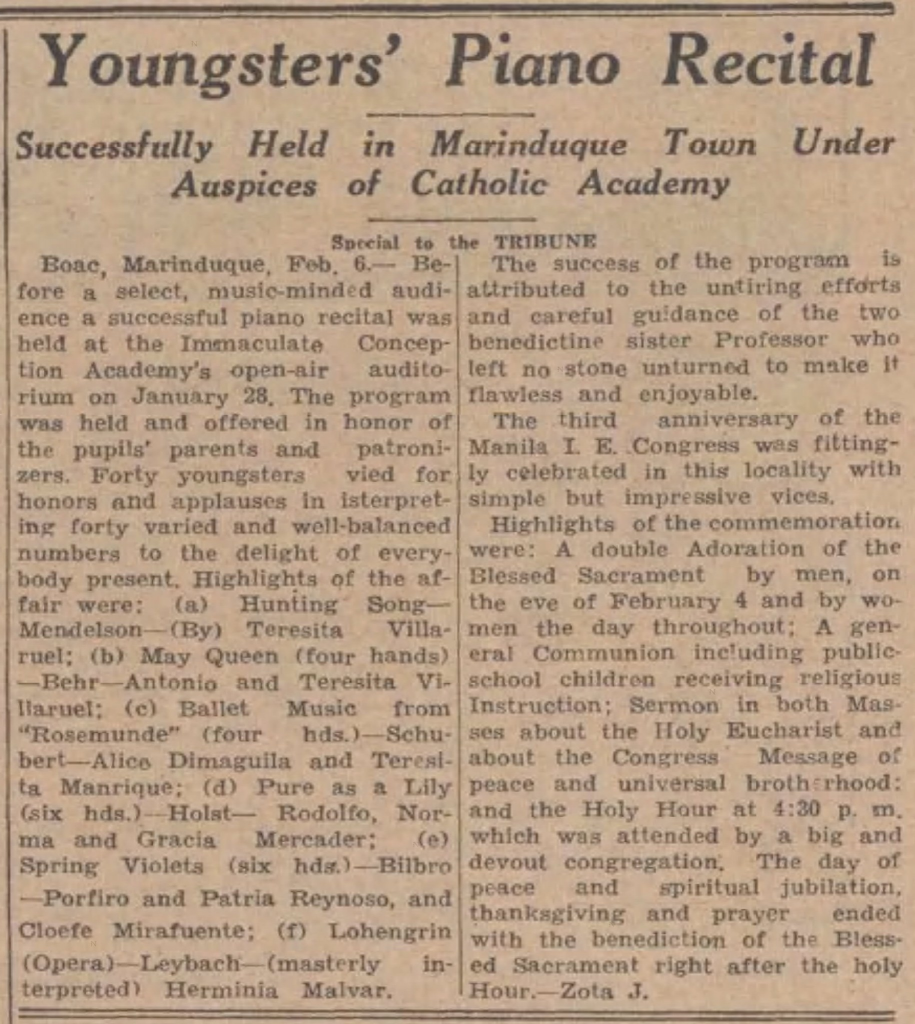 Youngsters' Piano Recital
Successfully Held in Marinduque Town Under
Auspices of Catholic Academy
Special to the TRIBUNE
Boac, Marinduque, Feb. 6.— Be-
fore a select, music-minded audi-
ence a successful piano recital was
held at the Immaculate Concep-
tion Academy's open-air audito-
rium on January 28. The program
was held and offered in honor of
the pupils' parents and patroni-
zers. Forty youngsters vied for
honors and applauses in isterpret-
ing forty varied and well-balanced
numbers to the delight of every-
body present. Highlights of the af-
fair were: (a) Hunting Song—
Mendelson—(By) Teresita Villa-
ruel; (b) May Queen (four hands)
—Behr—Antonio and Teresita Vi-
llaruel; (c) Ballet Music from
"Rosemunde" (four hds.)—Schu-
bert—Alice Dimaguila and Teresi-
ta Manrique; (d) Pure as a Lily
(six hds.)—Holst— Rodolfo, Nor-
ma and Gracia Mercader; (e)
Spring Violets (six hds.)—Bilbro
—Porfiro and Patria Reynoso, and
Cloefe Mirafuente; (f) Lohengrin
(Opera)—Leybach—(masterly in-
terpreted) Herminia Malvar.
The success of the program is
attributed to the untiring efforts
and careful guidance of the two
benedictine sister Professor who
left no stone unturned to make it
flawless and enjoyable.
The third anniversary of the
Manila I. E. Congress was fitting-
ly celebrated in this locality with
simple but impressive vices.
Highlights of the commemoration
were: A double Adoration of the
Blessed Sacrament by men, on
the eve of February 4 and by wo-
men the day throughout; A gen-
eral Communion including public-
school children receiving religious
Instruction; Sermon in both Mas-
ses about the Holy Eucharist and
about the Congress Message of
peace and universal brotherhood:
and the Holy Hour at 4:30 p. m.
which was attended by a big and
devout congregation. The day of
peace and spiritual jubilation,
thanksgiving and prayer ended
with the benediction of the Bless-
ed Sacrament right after the holy
Hour.—Zota J.